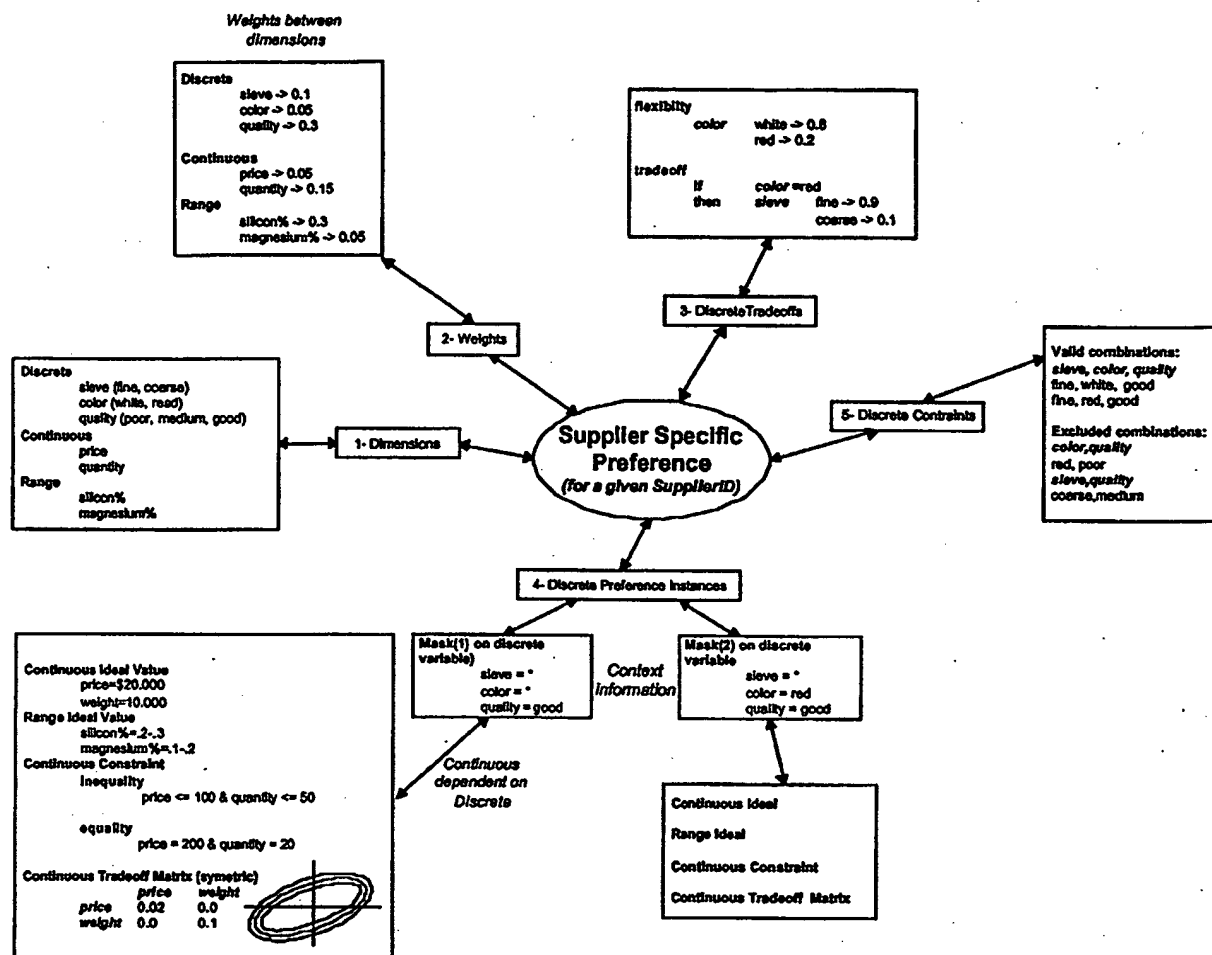 Weights between
dimensions
Discrete
sieve -> 0.1
color -> 0.05
quality -> 0.3
Continuous
price -> 0.05
quantity -> 0.15
Range
silicon% -> 0.3
magnesium% -> 0.05
2- Weights
flexiblity
color white -> 0.8
red -> 0.2
tradeoff
If color =red
then sieve fine -> 0.9
coarse -> 0.1
3- DiscreteTradeoffs
Discrete
sieve (fine, coarse)
color (white, read)
quality (poor, medium, good)
Continuous
price
quantity
Range
silicon%
magnesium%
1- Dimensions
Supplier Specific
Preference
(for a given SupplierID)
5- Discrete Contraints
Valid combinations:
sieve, color, quality
fine, white, good
fine, red, good
Excluded combinations:
color,quality
red, poor
sieve,quality
coarse,medium
4- Discrete Preference Instances
Mask(1) on discrete
variable)
sieve = *
color = *
quality = good
Context
Information
Mask(2) on discrete
variable
sieve = *
color = red
quality = good
Continuous
dependent on
Discrete
Continuous Ideal Value
price=$20.000
weight=10.000
Range Ideal Value
silicon%=.2-.3
magnesium%=.1-.2
Continuous Constraint
Inequality
price <= 100 & quantity <= 50
equality
price = 200 & quantity = 20
Continuous Tradeoff Matrix (symetric)
price weight
price 0.02 0.0
weight 0.0 0.1
Continuous Ideal
Range Ideal
Continuous Constraint
Continuous Tradeoff Matrix